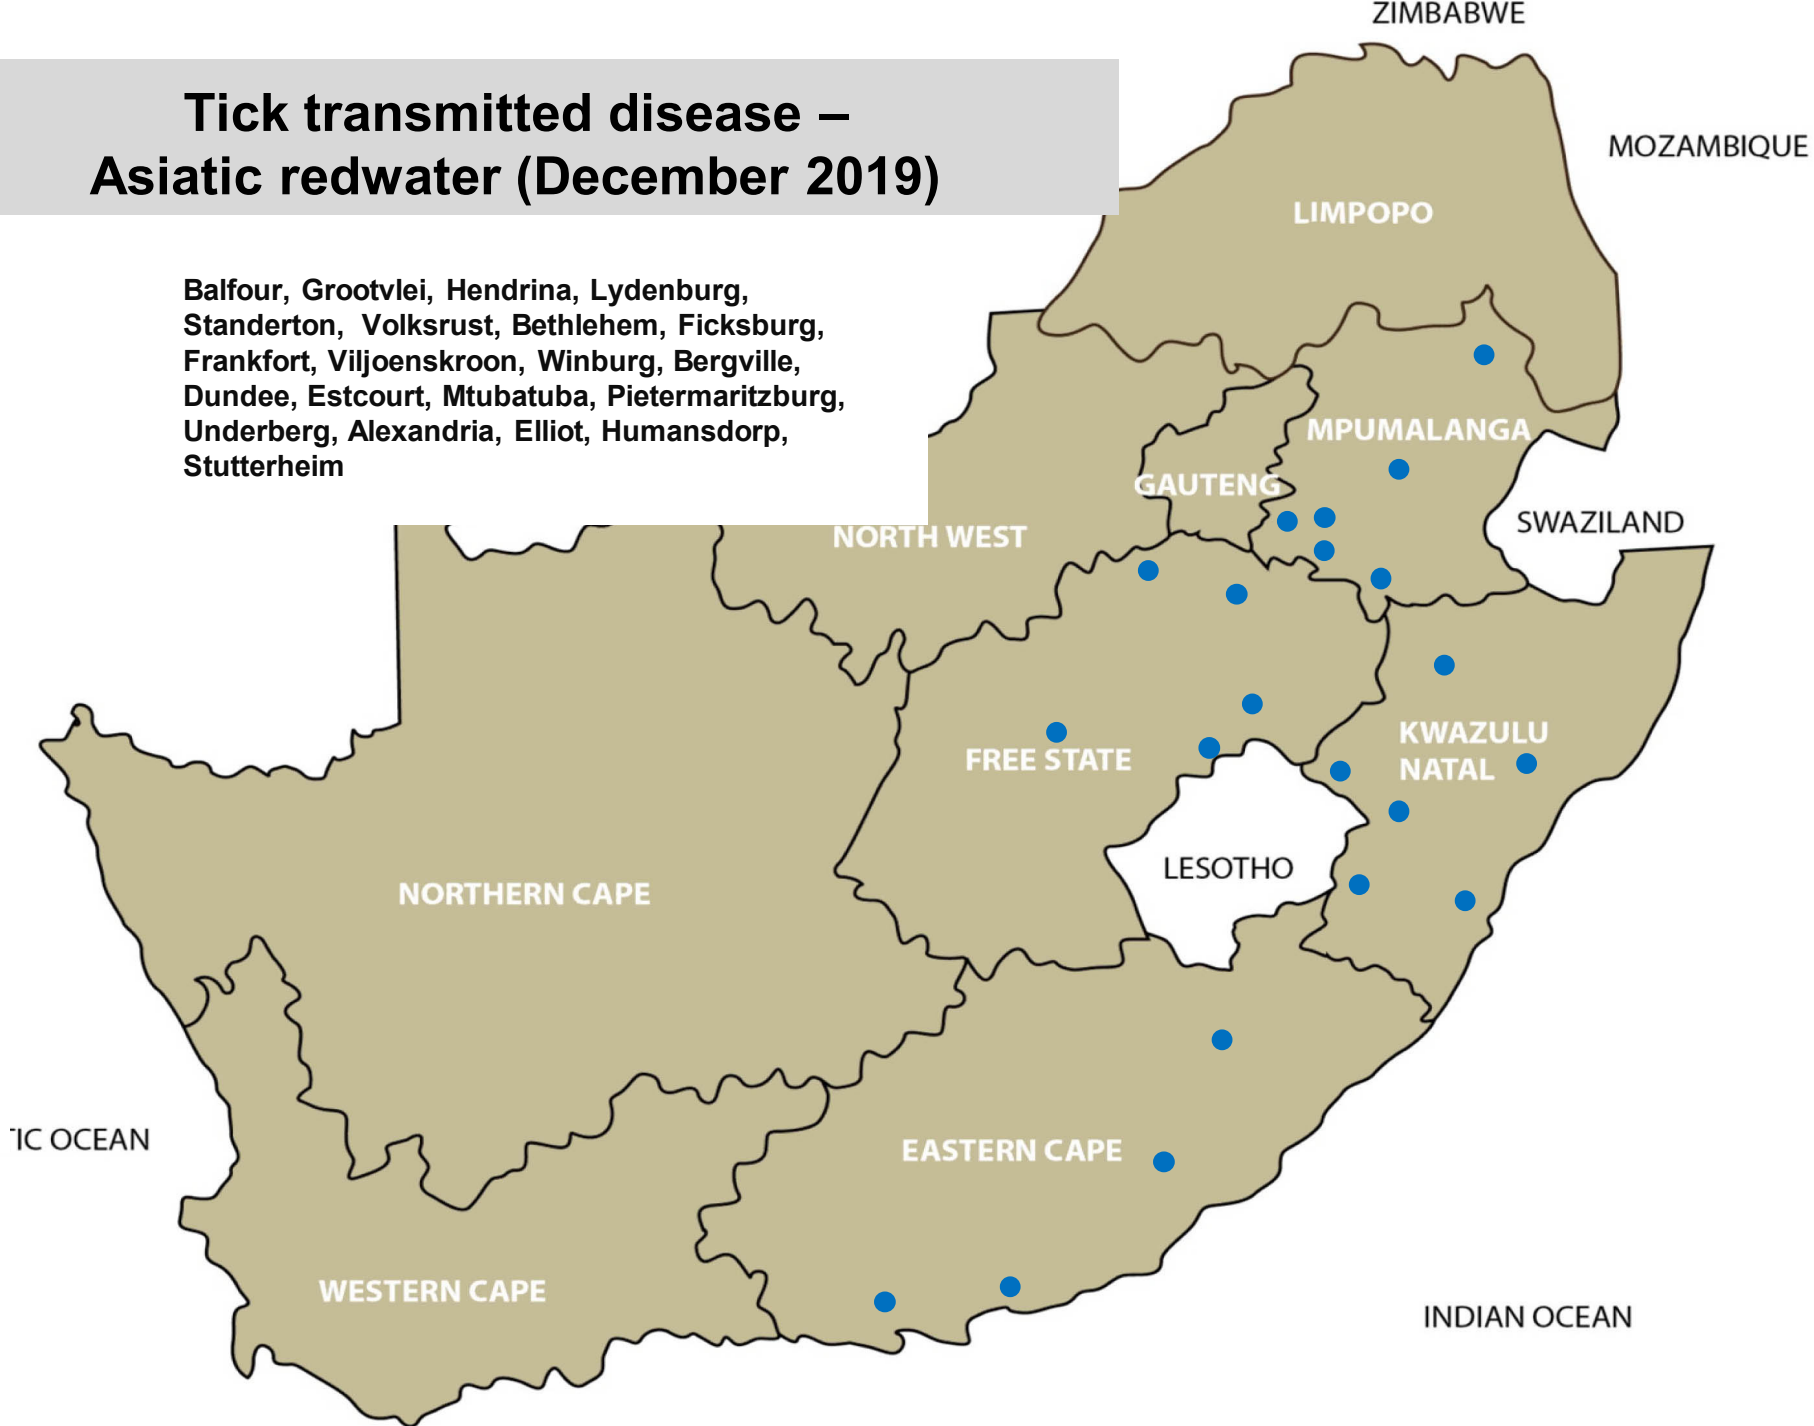 ZIMBABWE
Tick transmitted disease –
Asiatic redwater (December 2019)
MOZAMBIQUE
LIMPOPO
Balfour, Grootvlei, Hendrina, Lydenburg,
Standerton, Volksrust, Bethlehem, Ficksburg,
Frankfort, Viljoenskroon, Winburg, Bergville,
Dundee, Estcourt, Mtubatuba, Pietermaritzburg,
Underberg, Alexandria, Elliot, Humansdorp,
Stutterheim
MPUMALANGA
GAUTENG
SWAZILAND
NORTH WEST
KWAZULU
NATAL
FREE STATE
LESOTHO
NORTHERN CAPE
TIC OCEAN
EASTERN CAPE
WESTERN CAPE
INDIAN OCEAN